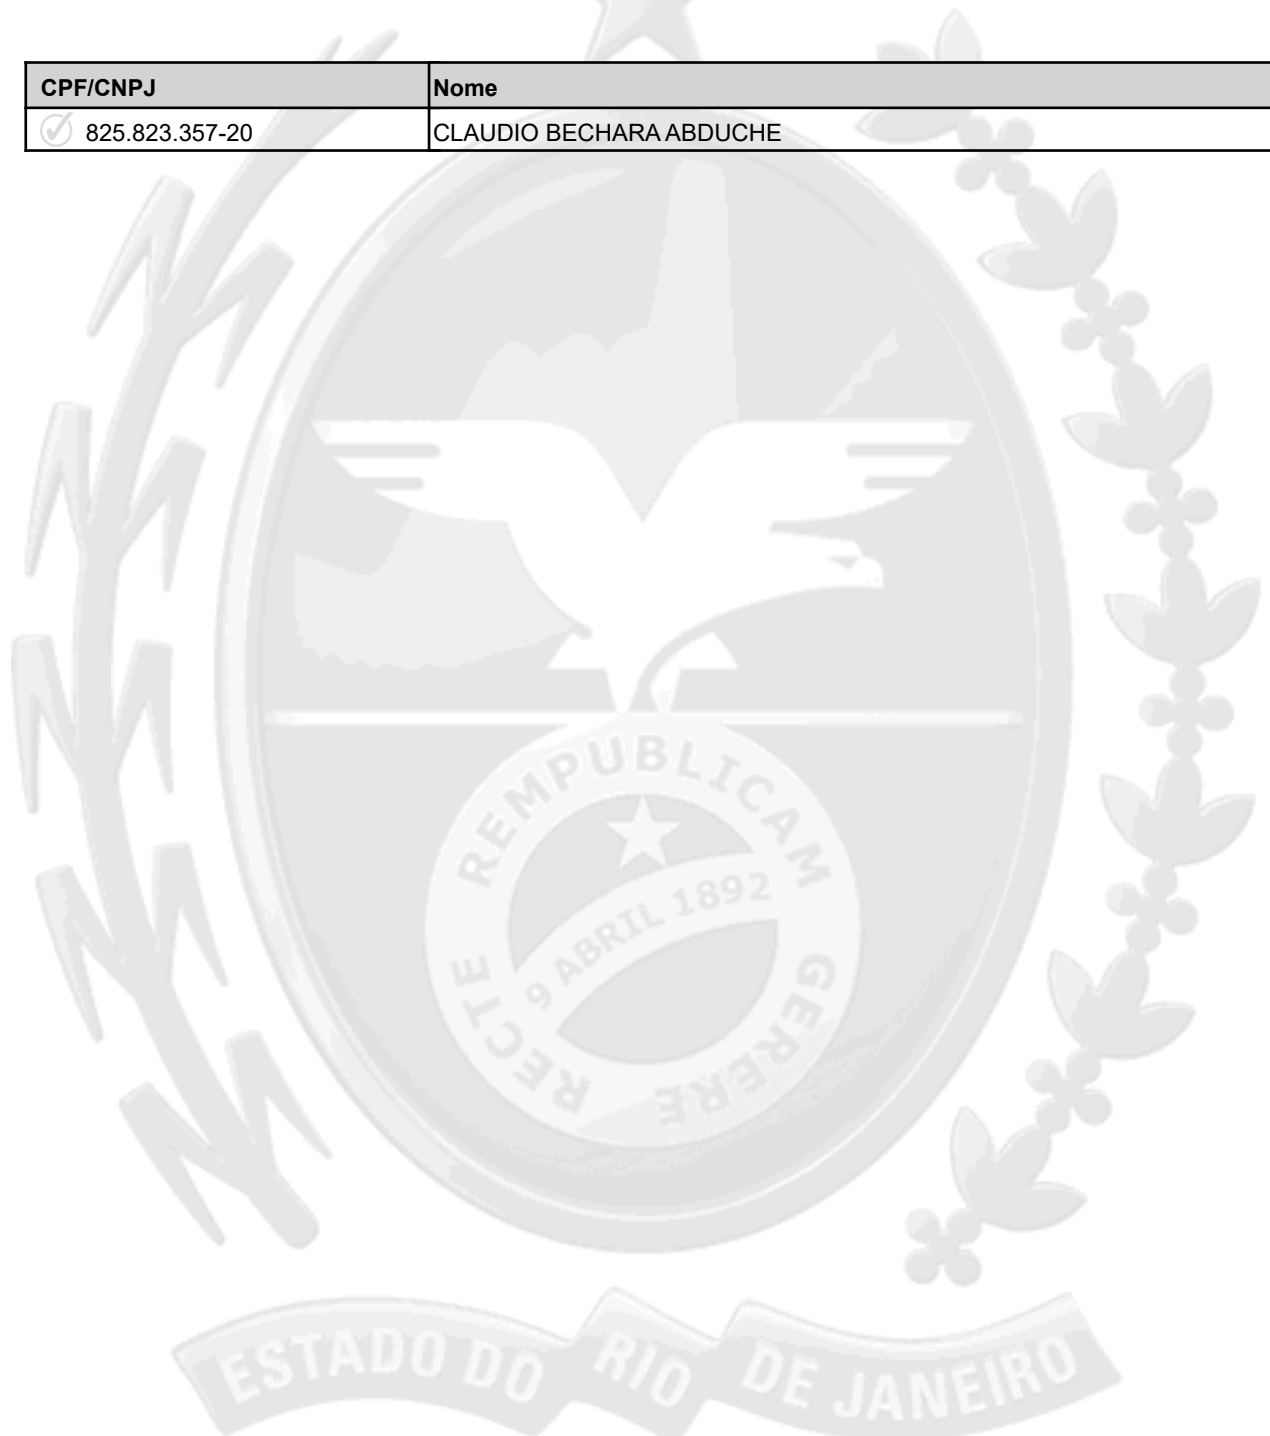 CPF/CNPJ Nome
825.823.357-20 CLAUDIO BECHARA ABDUCHE
REMPUBLICAM
9 ABRIL 1892
RECTE GERERE
ESTADO DO RIO DE JANEIRO